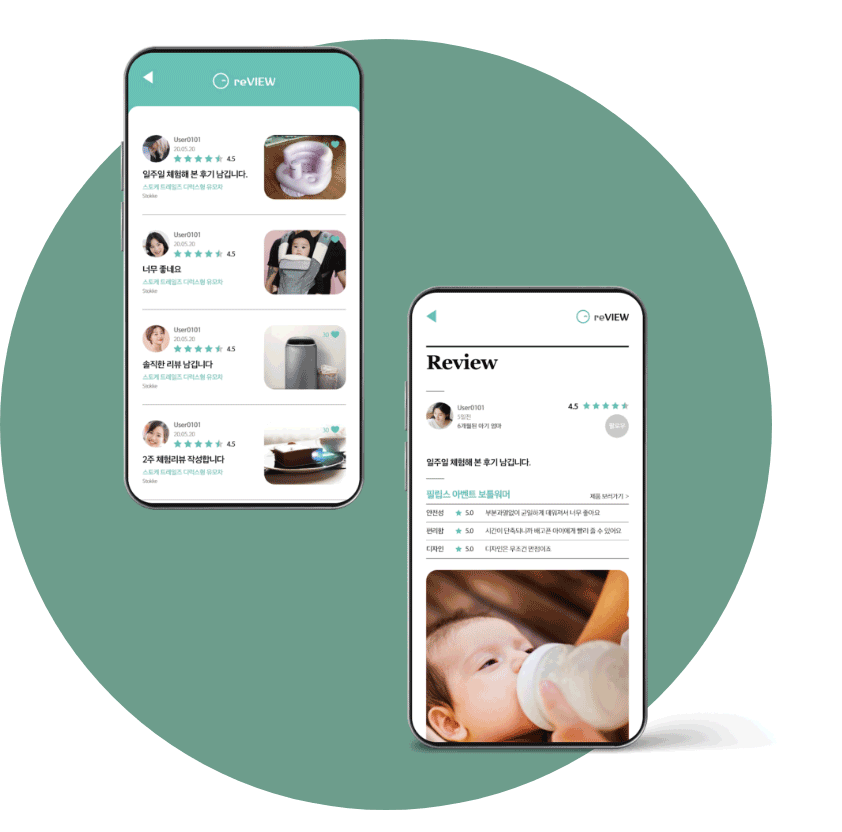 reVIEW
User0101
20.05.20
4.5
일주일 체험해 본 후기 남깁니다.
스토케 트레일즈 디럭스형 유모차
Stokke
User0101
20.05.20
4.5
너무 좋네요
스토케 트레일즈 디럭스형 유모차
Stokke
User0101
20.05.20
4.5
솔직한 리뷰 남깁니다
스토케 트레일즈 디럭스형 유모차
Stokke
30
User0101
20.05.20
4.5
2주 체험리뷰 작성합니다
스토케 트레일즈 디럭스형 유모차
Stokke
30
reVIEW
Review
User0101
5일전
6개월된 아기 엄마
4.5
팔로우
일주일 체험해 본 후기 남깁니다.
필립스 아벤트 보틀워머
제품 보러가기 >
안전성 5.0 부분과열없이 균일하게 데워져서 너무 좋아요
편리함 5.0 시간이 단축되니까 배고픈 아이에게 빨리 줄 수 있어요
디자인 5.0 디자인은 무조건 만점이죠